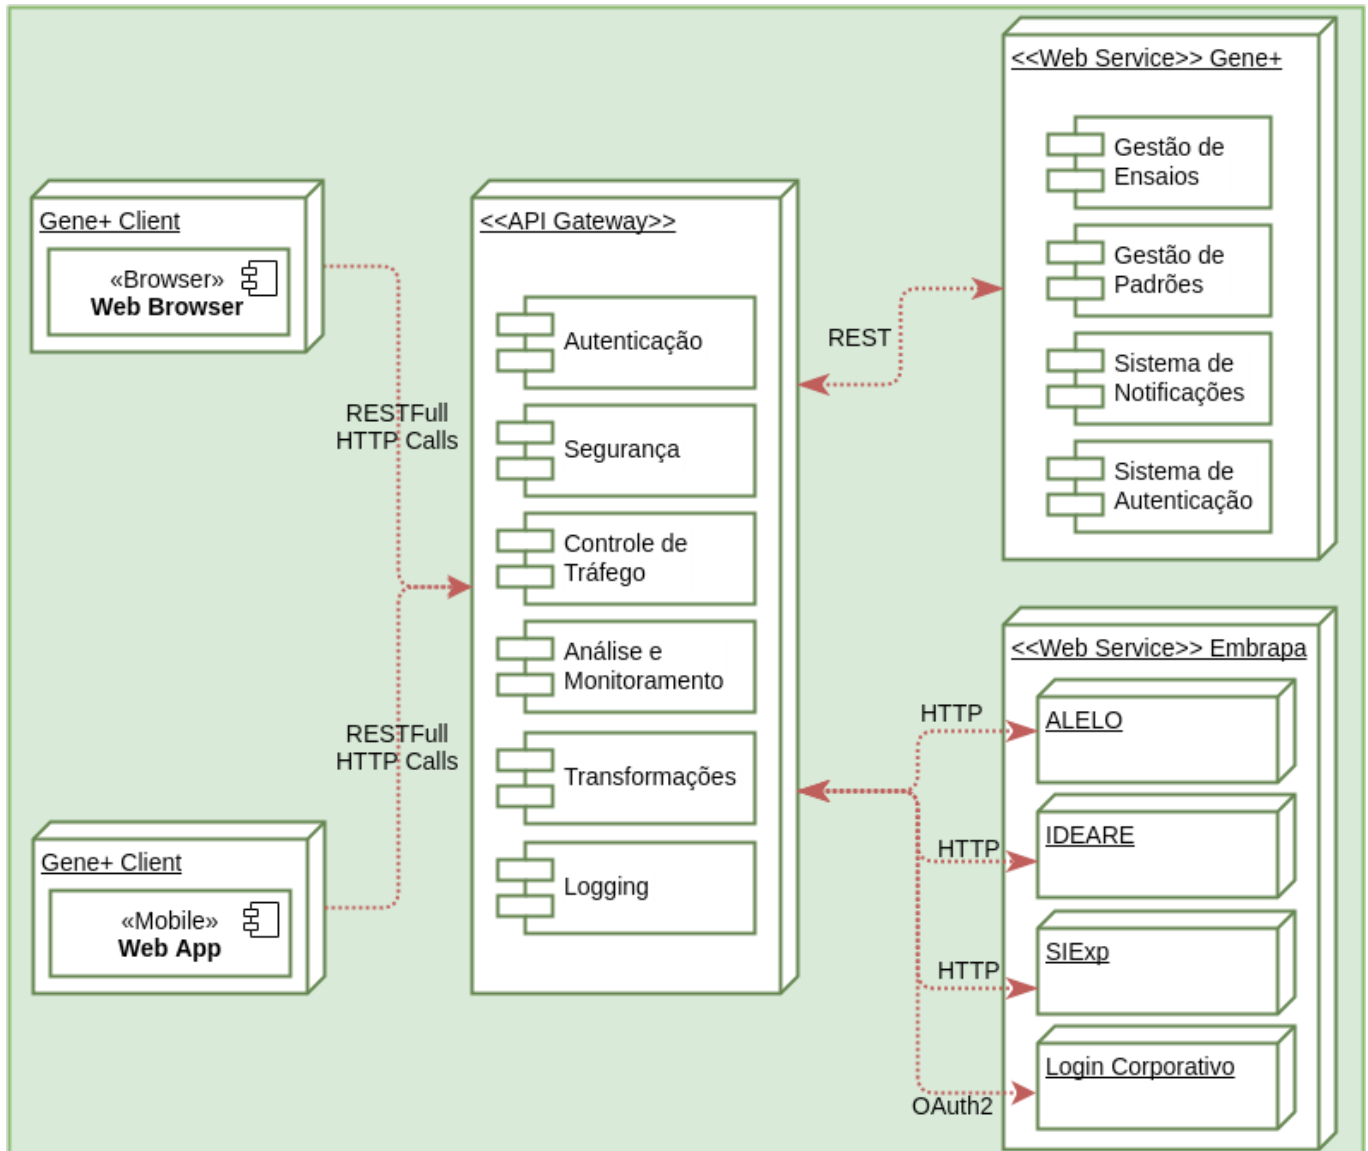 Gene+ Client
«Browser»
Web Browser
RESTFull
HTTP Calls
RESTFull
HTTP Calls
Gene+ Client
«Mobile»
Web App
<<API Gateway>>
Autenticação
Segurança
Controle de
Tráfego
Análise e
Monitoramento
Transformações
Logging
REST
<<Web Service>> Gene+
Gestão de
Ensaios
Gestão de
Padrões
Sistema de
Notificações
Sistema de
Autenticação
<<Web Service>> Embrapa
HTTP
ALELO
HTTP
IDEARE
HTTP
SIExp
OAuth2
Login Corporativo